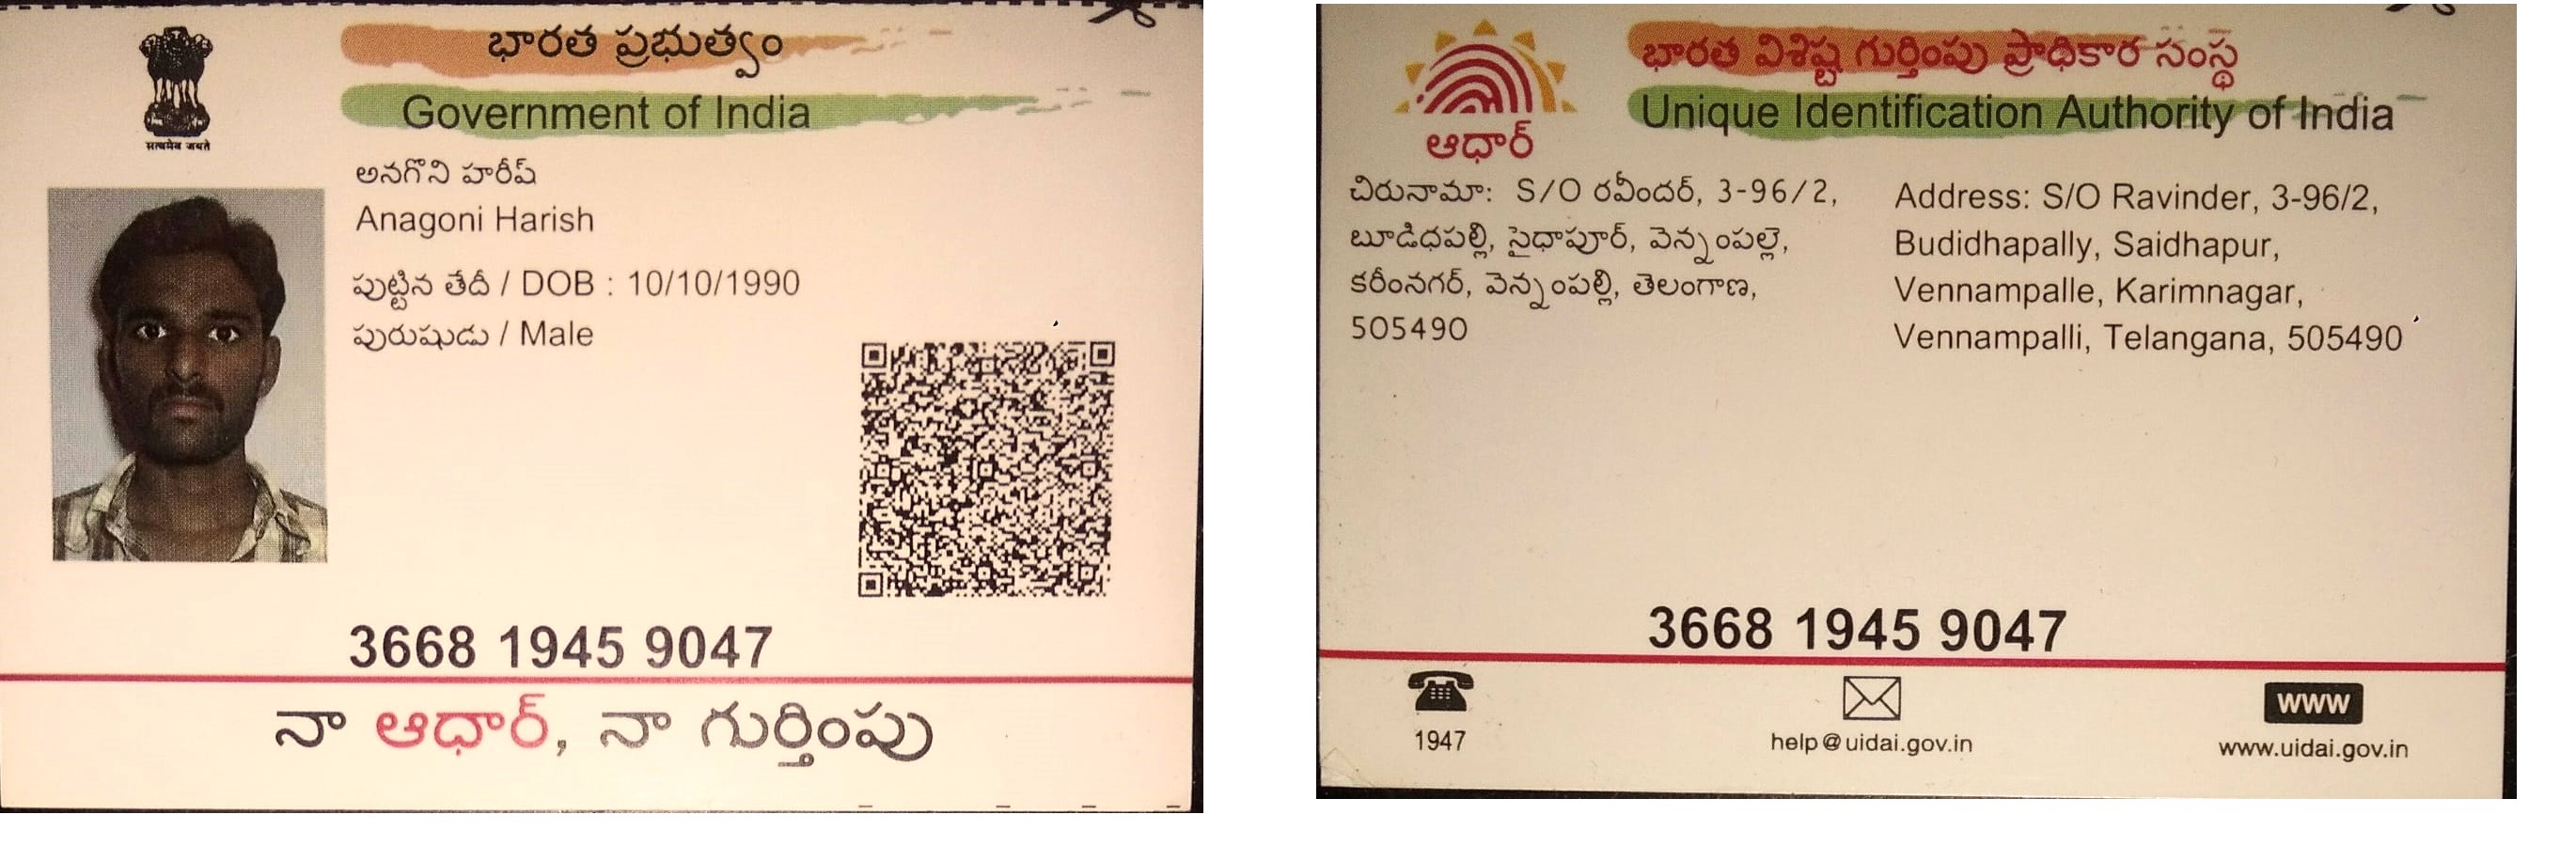 భారత ప్రభుత్వం
Government of India
सत्यमेव जयते
అనగొని హరీష్
Anagoni Harish
పుట్టిన తేదీ / DOB : 10/10/1990
పురుషుడు / Male
3668 1945 9047
నా ఆధార్, నా గుర్తింపు
భారత విశిష్ట గుర్తింపు ప్రాధికార సంస్థ
Unique Identification Authority of India
ఆధార్
చిరునామా: S/O రవీందర్, 3-96/2,
బూడిధపల్లి, సైధాపూర్, వెన్నంపల్లె,
కరీంనగర్, వెన్నంపల్లి, తెలంగాణ,
505490
Address: S/O Ravinder, 3-96/2,
Budidhapally, Saidhapur,
Vennampalle, Karimnagar,
Vennampalli, Telangana, 505490
3668 1945 9047
1947
help@uidai.gov.in
WWW
www.uidai.gov.in